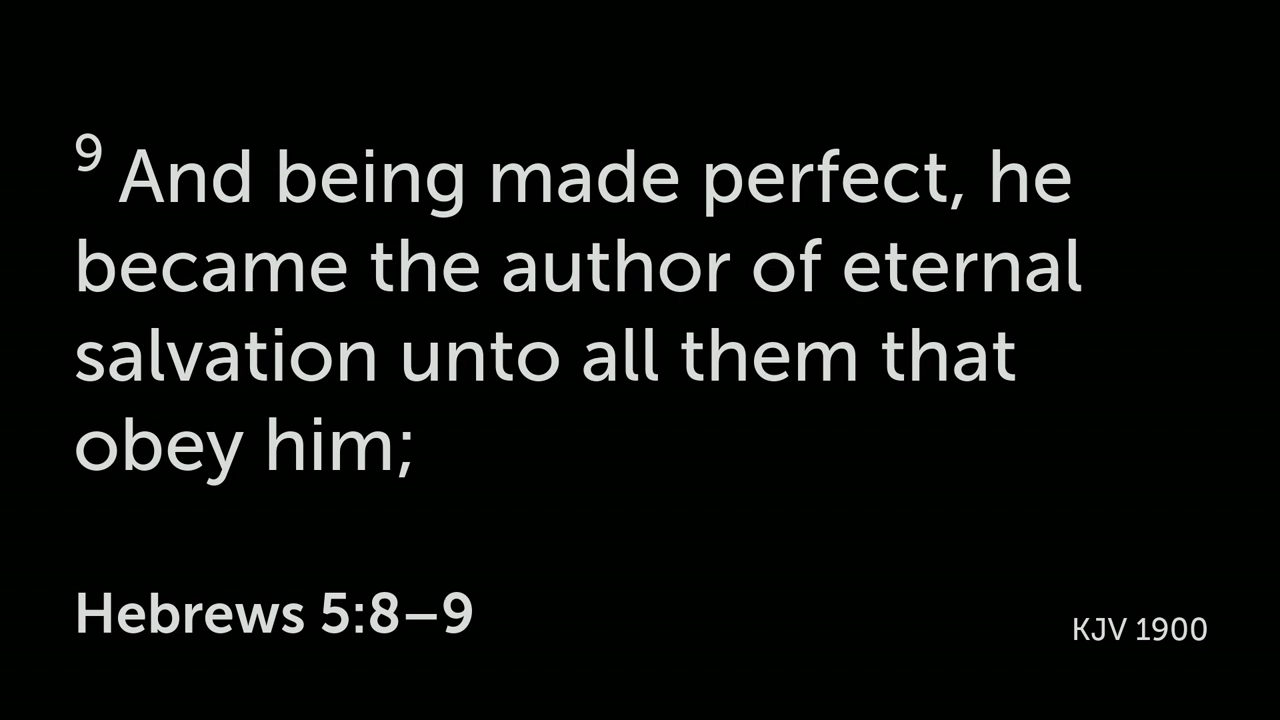 9 And being made perfect, he
became the author of eternal
salvation unto all them that
obey him;
Hebrews 5:8–9
KJV 1900